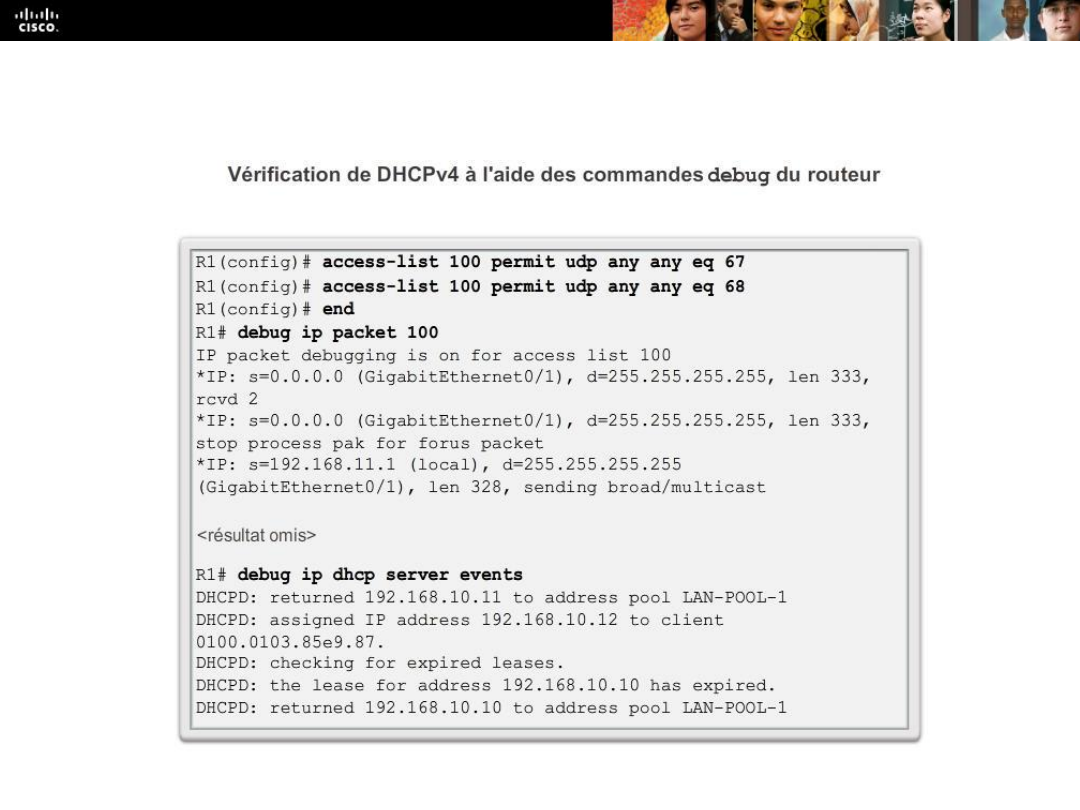 CISCO.
Vérification de DHCPv4 à l'aide des commandes debug du routeur
R1(config)# access-list 100 permit udp any any eq 67
R1(config)# access-list 100 permit udp any any eq 68
R1(config)# end
R1# debug ip packet 100
IP packet debugging is on for access list 100
*IP: s=0.0.0.0 (GigabitEthernet0/1), d=255.255.255.255, len 333,
rcvd 2
*IP: s=0.0.0.0 (GigabitEthernet0/1), d=255.255.255.255, len 333,
stop process pak for forus packet
*IP: s=192.168.11.1 (local), d=255.255.255.255
(GigabitEthernet0/1), len 328, sending broad/multicast
<résultat omis>
R1# debug ip dhcp server events
DHCPD: returned 192.168.10.11 to address pool LAN-POOL-1
DHCPD: assigned IP address 192.168.10.12 to client
0100.0103.85e9.87.
DHCPD: checking for expired leases.
DHCPD: the lease for address 192.168.10.10 has expired.
DHCPD: returned 192.168.10.10 to address pool LAN-POOL-1